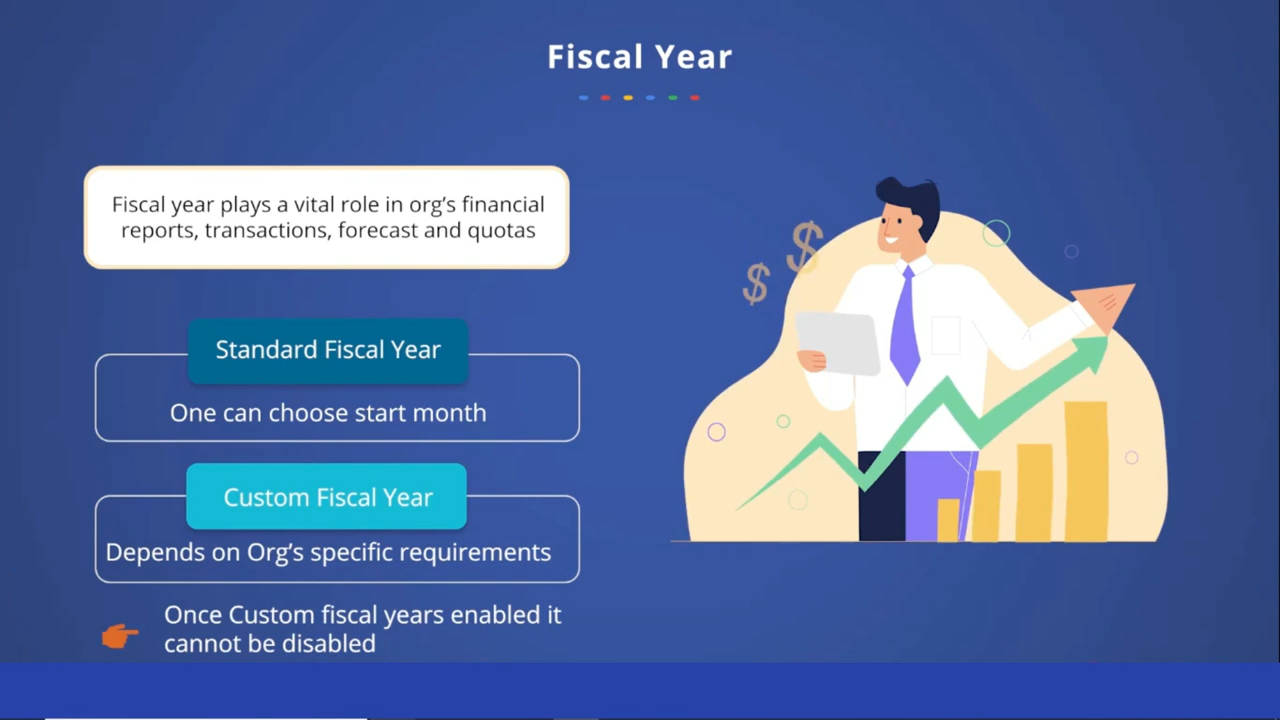 Fiscal Year
Fiscal year plays a vital role in org’s financial
reports, transactions, forecast and quotas
Standard Fiscal Year
One can choose start month
Custom Fiscal Year
Depends on Org’s specific requirements
Once Custom fiscal years enabled it
cannot be disabled
$
$